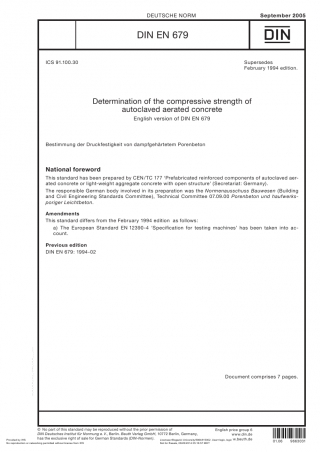 DEUTSCHE NORM
September 2005
DIN EN 679
DIN
ICS 91.100.30
Supersedes
February 1994 edition.
Determination of the compressive strength of
autoclaved aerated concrete
English version of DIN EN 679
Bestimmung der Druckfestigkeit von dampfgehärtetem Porenbeton
National foreword
This standard has been prepared by CEN/TC 177 'Prefabricated reinforced components of autoclaved aer-
ated concrete or light-weight aggregate concrete with open structure' (Secretariat: Germany).
The responsible German body involved in its preparation was the Normenausschuss Bauwesen (Building
and Civil Engineering Standards Committee), Technical Committee 07.09.00 Porenbeton und haufwerks-
poriger Leichtbeton.
Amendments
This standard differs from the February 1994 edition as follows:
a) The European Standard EN 12390-4 'Specification for testing machines' has been taken into ac-
count.
Previous edition
DIN EN 679: 1994-02
Document comprises 7 pages.
© No part of this standard may be reproduced without the prior permission of
DIN Deutsches Institut für Normung e. V., Berlin. Beuth Verlag GmbH, 10772 Berlin, Germany,
has the exclusive right of sale for German Standards (DIN-Normen).
English price group 6
www.din.de
www.beuth.de